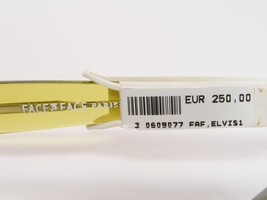 EUR 250,00
FACE À FACE PARIS
3 0609077 FAF,ELVIS1